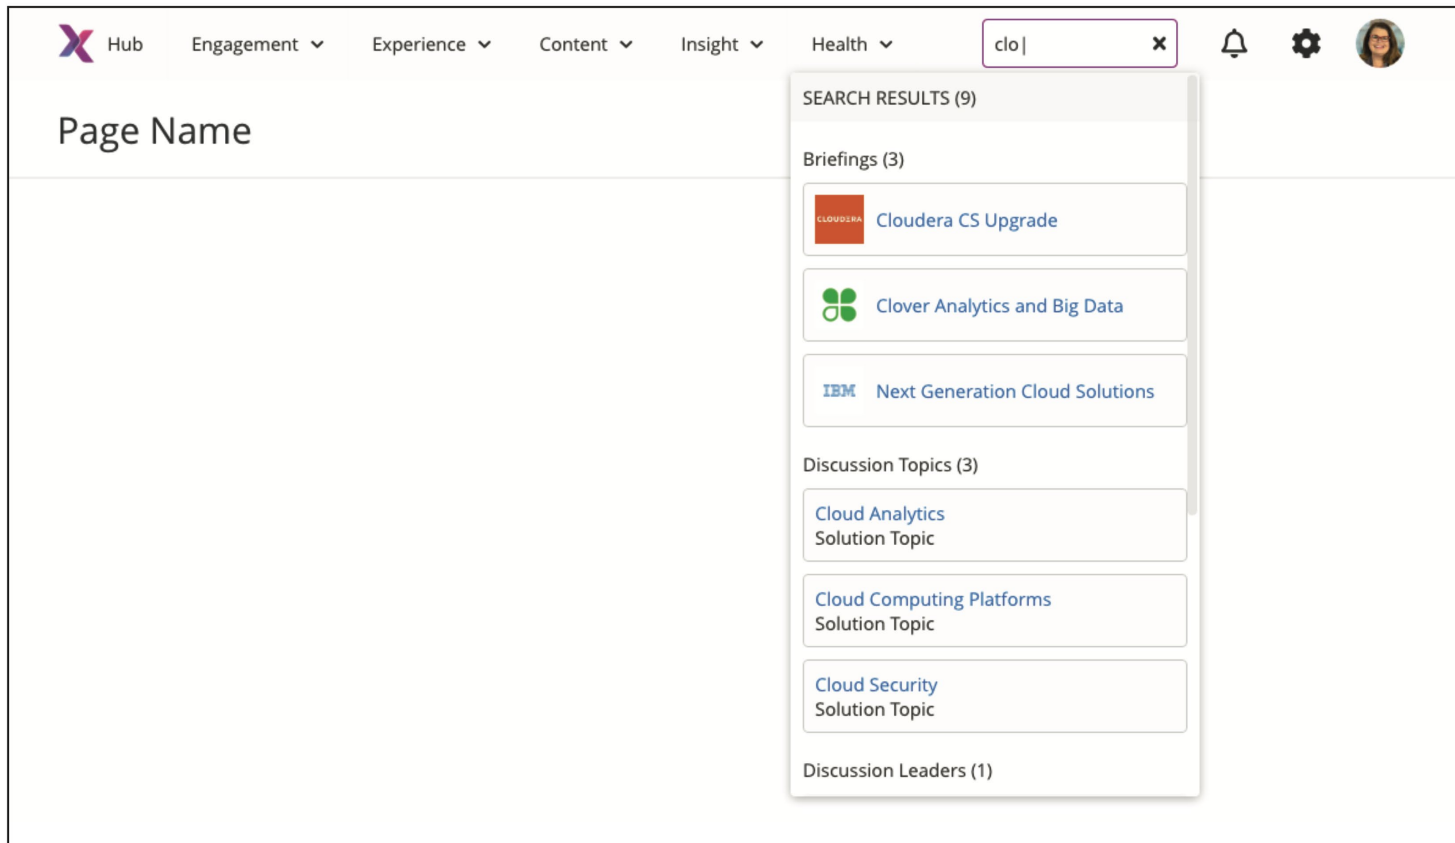 Hub Engagement Experience Content Insight Health clo
SEARCH RESULTS (9)
Page Name
Briefings (3)
CLOUDERA Cloudera CS Upgrade
Clover Analytics and Big Data
IBM Next Generation Cloud Solutions
Discussion Topics (3)
Cloud Analytics
Solution Topic
Cloud Computing Platforms
Solution Topic
Cloud Security
Solution Topic
Discussion Leaders (1)